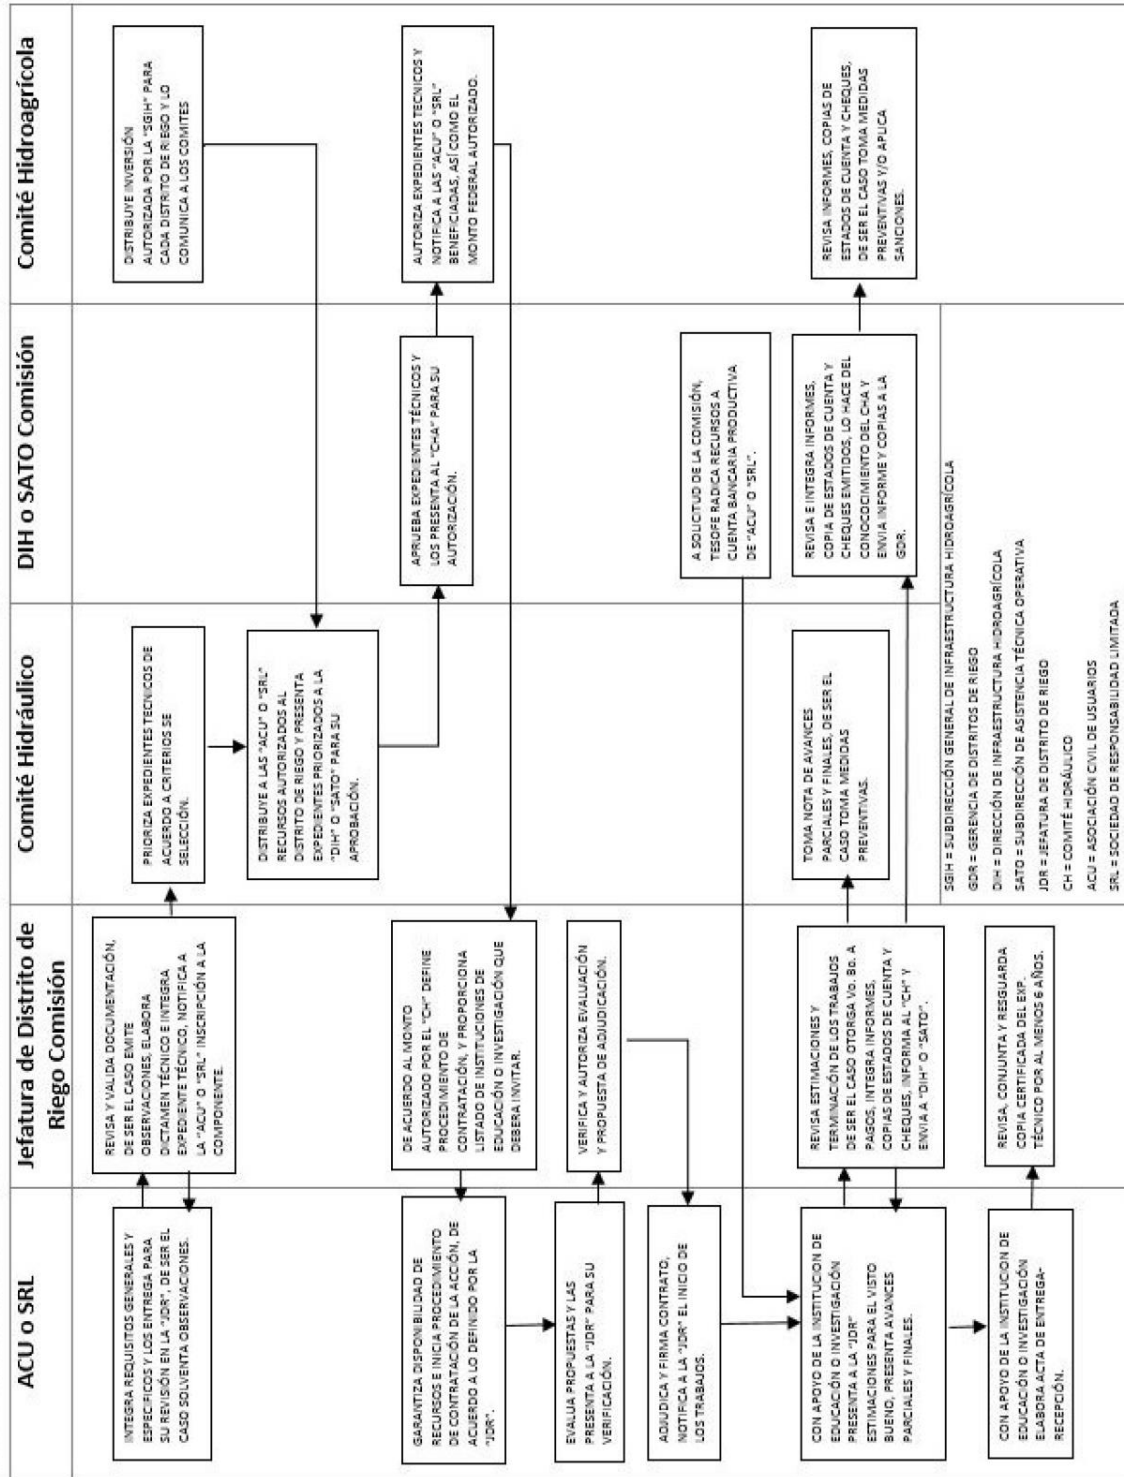 ACU o SRL
Jefatura de Distrito de
Riego Comisión
Comité Hidráulico
DIH o SATO Comisión
Comité Hidroagrícola
INTEGRA REQUISITOS GENERALES Y
ESPECIFICOS Y LOS ENTREGA PARA
SU REVISIÓN EN LA "JDR", DE SER EL
CASO SOLVENTA OBSERVACIONES.
REVISA Y VALIDA DOCUMENTACIÓN,
DE SER EL CASO EMITE
OBSERVACIONES, ELABORA
DICTAMEN TÉCNICO E INTEGRA
EXPEDIENTE TÉCNICO, NOTIFICA A
LA "ACU" O "SRL" INSCRIPCIÓN A LA
COMPONENTE.
PRIORIZA EXPEDIENTES TECNICOS DE
ACUERDO A CRITERIOS SE
SELECCIÓN.
DISTRIBUYE INVERSIÓN
AUTORIZADA POR LA "SGIH" PARA
CADA DISTRITO DE RIEGO Y LO
COMUNICA A LOS COMITES
DISTRIBUYE A LAS "ACU" O "SRL"
RECURSOS AUTORIZADOS AL
DISTRITO DE RIEGO Y PRESENTA
EXPEDIENTES PRIORIZADOS A LA
"DIH" O "SATO" PARA SU
APROBACIÓN.
APRUEBA EXPEDIENTES TÉCNICOS Y
LOS PRESENTA AL "CHA" PARA SU
AUTORIZACIÓN.
AUTORIZA EXPEDIENTES TECNICOS Y
NOTIFICA A LAS "ACU" O "SRL"
BENEFICIADAS, ASÍ COMO EL
MONTO FEDERAL AUTORIZADO.
GARANTIZA DISPONIBILIDAD DE
RECURSOS E INICIA PROCEDIMIENTO
DE CONTRATACIÓN DE LA ACCIÓN, DE
ACUERDO A LO DEFINIDO POR LA
"JDR".
DE ACUERDO AL MONTO
AUTORIZADO POR EL "CH" DEFINE
PROCEDIMIENTO DE
CONTRATACIÓN, Y PROPORCIONA
LISTADO DE INSTITUCIONES DE
EDUCACIÓN O INVESTIGACIÓN QUE
DEBERA INVITAR.
EVALUA PROPUESTAS Y LAS
PRESENTA A LA "JDR" PARA SU
VERIFICACIÓN.
VERIFICA Y AUTORIZA EVALUACIÓN
Y PROPUESTA DE ADJUDICACIÓN.
ADJUDICA Y FIRMA CONTRATO,
NOTIFICA A LA "JDR" EL INICIO DE
LOS TRABAJOS.
A SOLICITUD DE LA COMISIÓN,
TESOFE RADICA RECURSOS A
CUENTA BANCARIA PRODUCTIVA
DE "ACU" O "SRL".
CON APOYO DE LA INSTITUCION DE
EDUCACIÓN O INVESTIGACIÓN
PRESENTA A LA "JDR"
ESTIMACIONES PARA EL VISTO
BUENO, PRESENTA AVANCES
PARCIALES Y FINALES.
REVISA ESTIMACIONES Y
TERMINACIÓN DE LOS TRABAJOS
DE SER EL CASO OTORGA Vo. Bo. A
PAGOS, INTEGRA INFORMES,
COPIAS DE ESTADOS DE CUENTA Y
CHEQUES, INFORMA AL "CH" Y
ENVIA A "DIH" O "SATO".
TOMA NOTA DE AVANCES
PARCIALES Y FINALES, DE SER EL
CASO TOMA MEDIDAS
PREVENTIVAS.
REVISA E INTEGRA INFORMES,
COPIA DE ESTADOS DE CUENTA Y
CHEQUES EMITIDOS, LO HACE DEL
CONOCOCIMIENTO DEL CHA Y
ENVIA INFORME Y COPIAS A LA
GDR.
REVISA INFORMES, COPIAS DE
ESTADOS DE CUENTA Y CHEQUES,
DE SER EL CASO TOMA MEDIDAS
PREVENTIVAS Y/O APLICA
SANCIONES.
CON APOYO DE LA INSTITUCION DE
EDUCACIÓN O INVESTIGACIÓN
ELABORA ACTA DE ENTREGA-
RECEPCIÓN.
REVISA, CONJUNTA Y RESGUARDA
COPIA CERTIFICADA DEL EXP.
TÉCNICO POR AL MENOS 6 AÑOS.
SGIH = SUBDIRECCIÓN GENERAL DE INFRAESTRUCTURA HIDROAGRÍCOLA
GDR = GERENCIA DE DISTRITOS DE RIEGO
DIH = DIRECCIÓN DE INFRAESTRUCTURA HIDROAGRÍCOLA
SATO = SUBDIRECCIÓN DE ASISTENCIA TÉCNICA OPERATIVA
JDR = JEFATURA DE DISTRITO DE RIEGO
CH = COMITÉ HIDRÁULICO
ACU = ASOCIACIÓN CIVIL DE USUARIOS
SRL = SOCIEDAD DE RESPONSABILIDAD LIMITADA